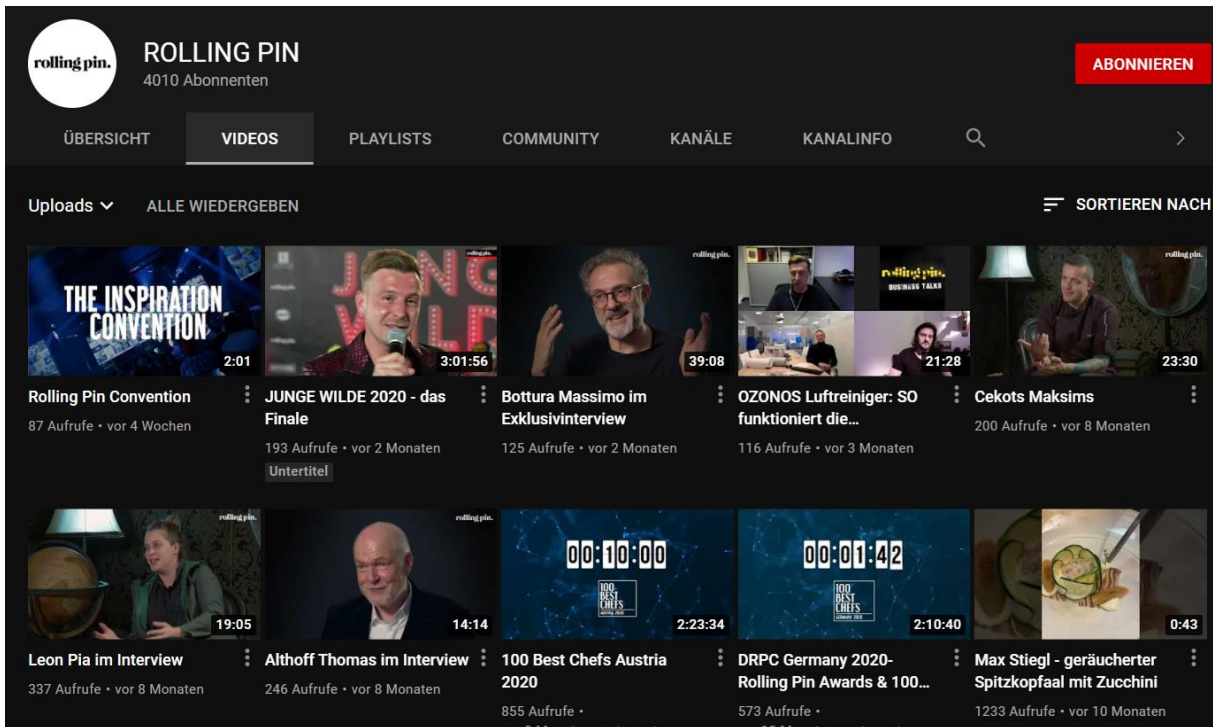 rolling pin.
ROLLING PIN
4010 Abonnenten
ABONNIEREN
ÜBERSICHT VIDEOS PLAYLISTS COMMUNITY KANÄLE KANALINFO
Uploads ALLE WIEDERGEBEN SORTIEREN NACH
THE INSPIRATION
CONVENTION
2:01
rolling pin.
JUNGE
WILDE
3:01:56
rolling pin.
39:08
rolling pin.
BUSINESS TALKS
21:28
rolling pin.
23:30
Rolling Pin Convention
87 Aufrufe • vor 4 Wochen
JUNGE WILDE 2020 - das
Finale
193 Aufrufe • vor 2 Monaten
Untertitel
Bottura Massimo im
Exklusivinterview
125 Aufrufe • vor 2 Monaten
OZONOS Luftreiniger: SO
funktioniert die...
116 Aufrufe • vor 3 Monaten
Cekots Maksims
200 Aufrufe • vor 8 Monaten
rolling pin.
19:05
rolling pin.
14:14
00:10:00
100
BEST
CHEFS
2:23:34
00:01:42
100
BEST
CHEFS
2:10:40
0:43
Leon Pia im Interview
337 Aufrufe • vor 8 Monaten
Althoff Thomas im Interview
246 Aufrufe • vor 8 Monaten
100 Best Chefs Austria
2020
855 Aufrufe •
DRPC Germany 2020-
Rolling Pin Awards & 100...
573 Aufrufe •
Max Stiegl - geräucherter
Spitzkopfaal mit Zucchini
1233 Aufrufe • vor 10 Monaten